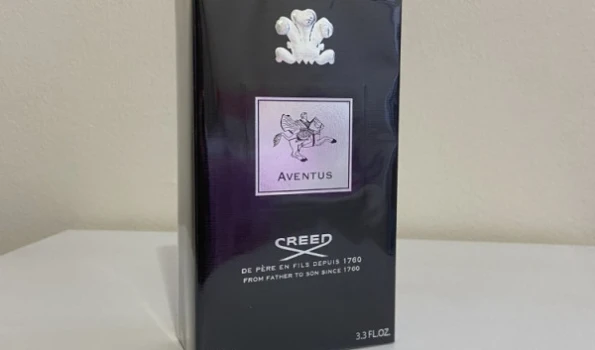 AVENTUS
CREED
DE PÈRE EN FILS DEPUIS 1760
FROM FATHER TO SON SINCE 1760
3.3 FL.OZ.